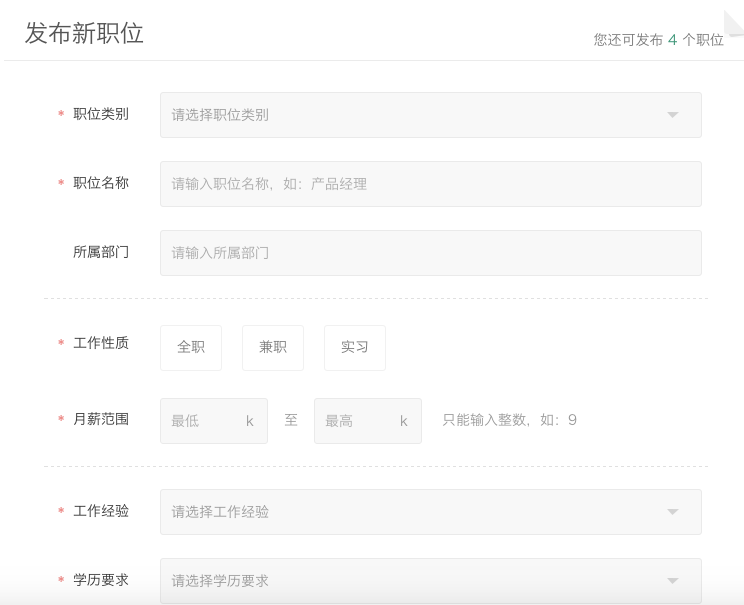 发布新职位
您还可发布 4 个职位
* 职位类别 请选择职位类别
* 职位名称 请输入职位名称，如：产品经理
所属部门 请输入所属部门
* 工作性质 全职 兼职 实习
* 月薪范围 最低 k 至 最高 k 只能输入整数，如：9
* 工作经验 请选择工作经验
* 学历要求 请选择学历要求